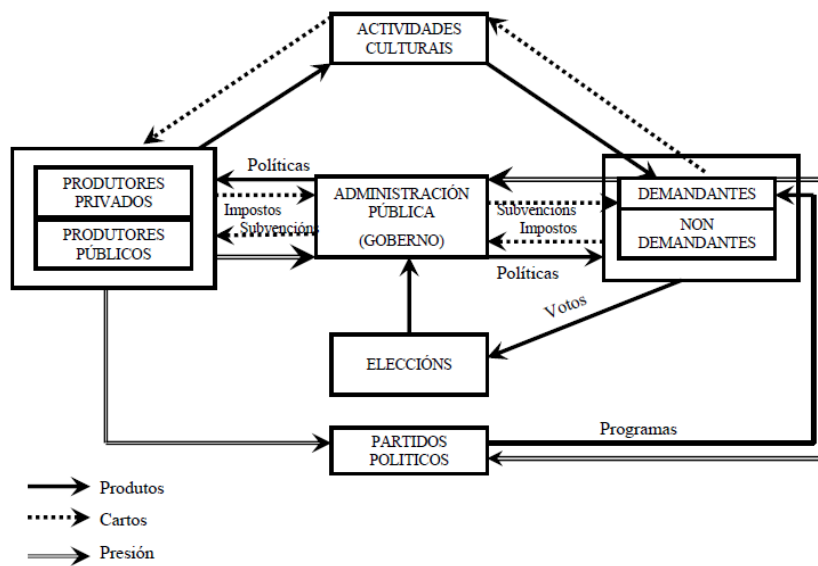 ACTIVIDADES
CULTURAIS
PRODUTORES
PRIVADOS
PRODUTORES
PÚBLICOS
Políticas
Impostos
Subvencións
ADMINISTRACIÓN
PÚBLICA
(GOBERNO)
Subvencións
Impostos
Políticas
DEMANDANTES
NON
DEMANDANTES
Votos
ELECCIÓNS
PARTIDOS
POLITICOS
Programas
Produtos
Cartos
Presión